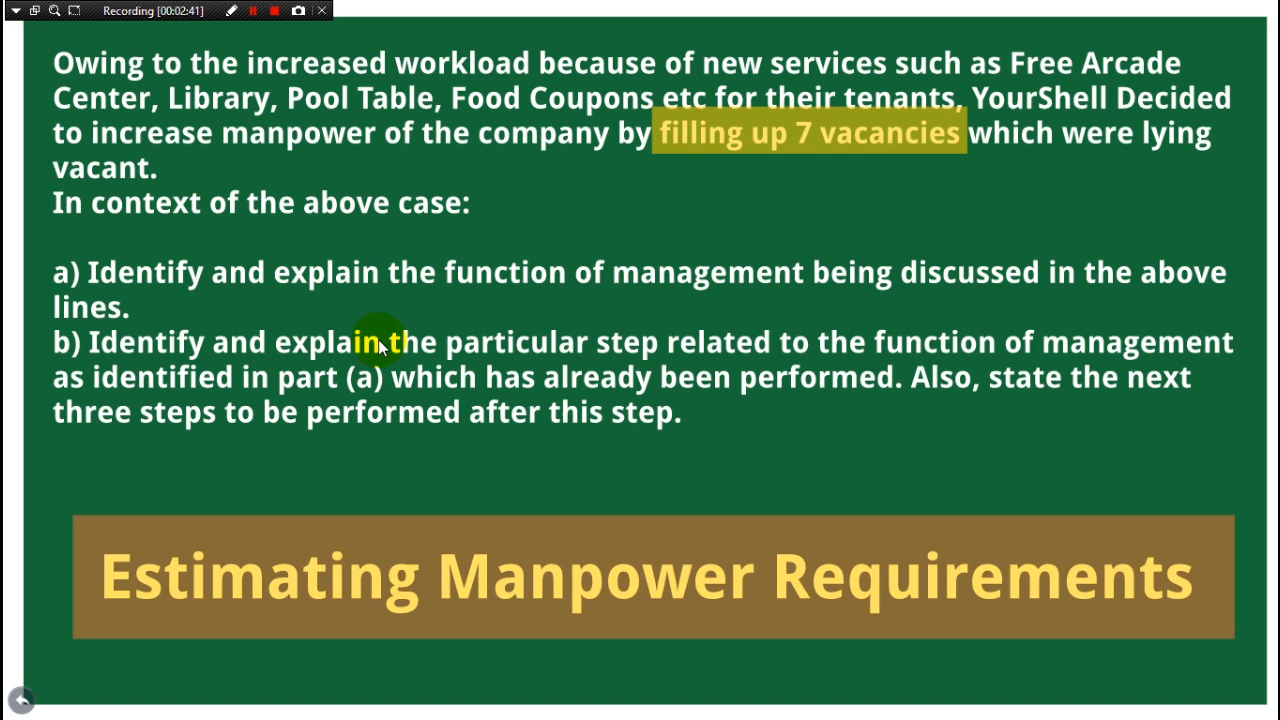 Recording [00:02:41]
Owing to the increased workload because of new services such as Free Arcade
Center, Library, Pool Table, Food Coupons etc for their tenants, YourShell Decided
to increase manpower of the company by filling up 7 vacancies which were lying
vacant.
In context of the above case:
a) Identify and explain the function of management being discussed in the above
lines.
b) Identify and explain the particular step related to the function of management
as identified in part (a) which has already been performed. Also, state the next
three steps to be performed after this step.
Estimating Manpower Requirements